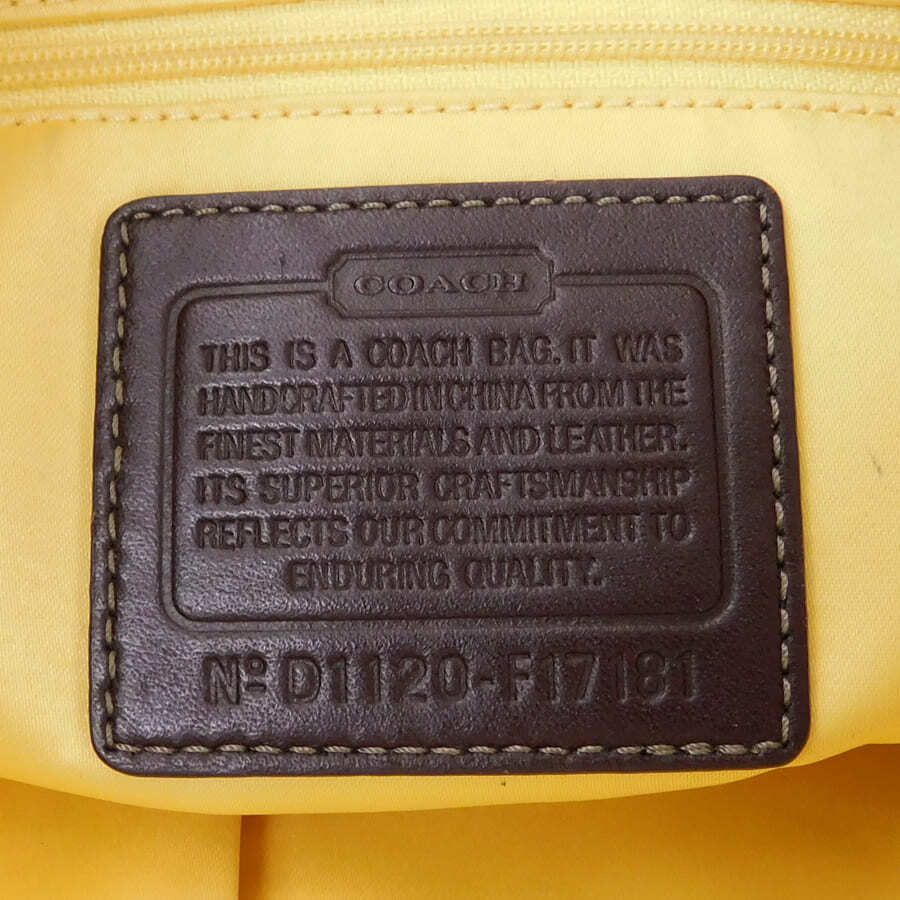 COACH
THIS IS A COACH BAG. IT WAS
HANDCRAFTED IN CHINA FROM THE
FINEST MATERIALS AND LEATHER.
ITS SUPERIOR CRAFTSMANSHIP
REFLECTS OUR COMMITMENT TO
ENDURING QUALITY.
Nº D1120-F17181